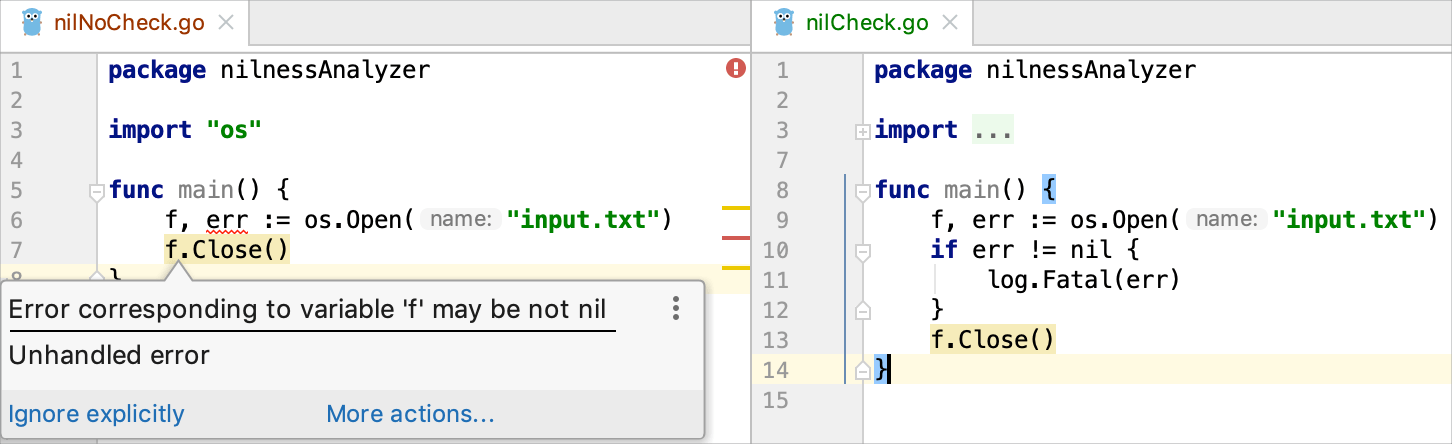 nilNoCheck.go
1 package nilnessAnalyzer
2
3 import "os"
4
5 func main() {
6 f, err := os.Open( name: "input.txt")
7 f.Close()
8 }
Error corresponding to variable 'f' may be not nil
Unhandled error
Ignore explicitly More actions...
nilCheck.go
1 package nilnessAnalyzer
2
3 import ...
7
8 func main() {
9 f, err := os.Open( name: "input.txt")
10 if err != nil {
11 log.Fatal(err)
12 }
13 f.Close()
14 }
15